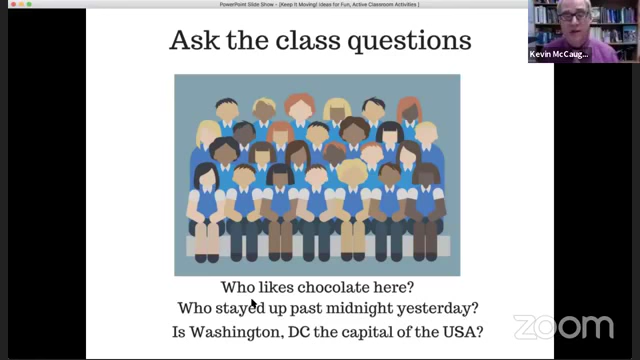 PowerPoint Slide Show - [Keep It Moving! Ideas for Fun, Active Classroom Activities ]
Kevin McCaug...
Ask the class questions
Who likes chocolate here?
Who stayed up past midnight yesterday?
Is Washington, DC the capital of the USA?
zoom